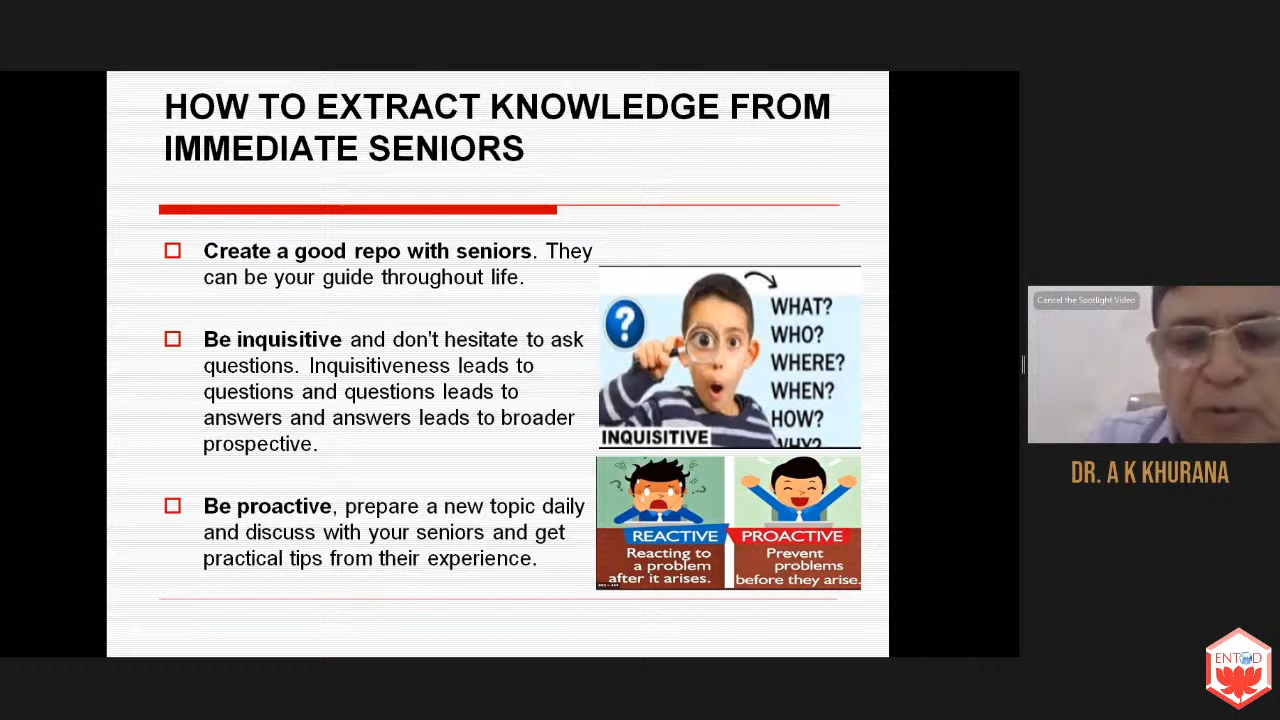 HOW TO EXTRACT KNOWLEDGE FROM
IMMEDIATE SENIORS
Create a good repo with seniors. They
can be your guide throughout life.
Be inquisitive and don't hesitate to ask
questions. Inquisitiveness leads to
questions and questions leads to
answers and answers leads to broader
prospective.
Be proactive, prepare a new topic daily
and discuss with your seniors and get
practical tips from their experience.
?
WHAT?
WHO?
WHERE?
WHEN?
HOW?
WHY?
INQUISITIVE
REACTIVE
Reacting to
a problem
after it arises.
PROACTIVE
Prevent
problems
before they arise.
Cancel the Spotlight Video
DR. A K KHURANA
ENTOD